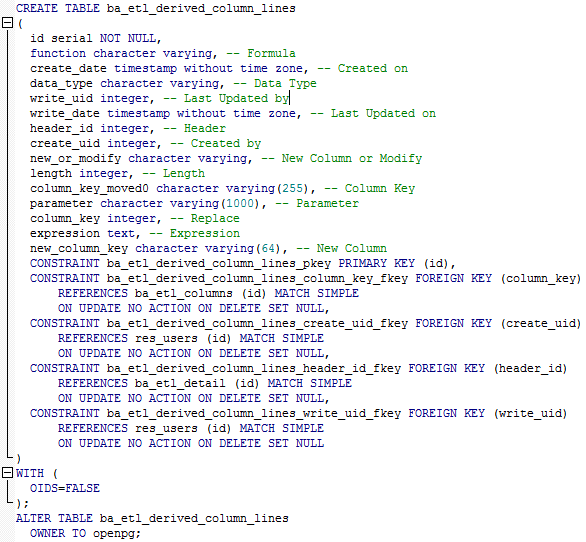 CREATE TABLE ba_etl_derived_column_lines
(
id serial NOT NULL,
function character varying, -- Formula
create_date timestamp without time zone, -- Created on
data_type character varying, -- Data Type
write_uid integer, -- Last Updated by
write_date timestamp without time zone, -- Last Updated on
header_id integer, -- Header
create_uid integer, -- Created by
new_or_modify character varying, -- New Column or Modify
length integer, -- Length
column_key_moved0 character varying(255), -- Column Key
parameter character varying(1000), -- Parameter
column_key integer, -- Replace
expression text, -- Expression
new_column_key character varying(64), -- New Column
CONSTRAINT ba_etl_derived_column_lines_pkey PRIMARY KEY (id),
CONSTRAINT ba_etl_derived_column_lines_column_key_fkey FOREIGN KEY (column_key)
REFERENCES ba_etl_columns (id) MATCH SIMPLE
ON UPDATE NO ACTION ON DELETE SET NULL,
CONSTRAINT ba_etl_derived_column_lines_create_uid_fkey FOREIGN KEY (create_uid)
REFERENCES res_users (id) MATCH SIMPLE
ON UPDATE NO ACTION ON DELETE SET NULL,
CONSTRAINT ba_etl_derived_column_lines_header_id_fkey FOREIGN KEY (header_id)
REFERENCES ba_etl_detail (id) MATCH SIMPLE
ON UPDATE NO ACTION ON DELETE SET NULL,
CONSTRAINT ba_etl_derived_column_lines_write_uid_fkey FOREIGN KEY (write_uid)
REFERENCES res_users (id) MATCH SIMPLE
ON UPDATE NO ACTION ON DELETE SET NULL
)
WITH (
OIDS=FALSE
);
ALTER TABLE ba_etl_derived_column_lines
OWNER TO openpg;